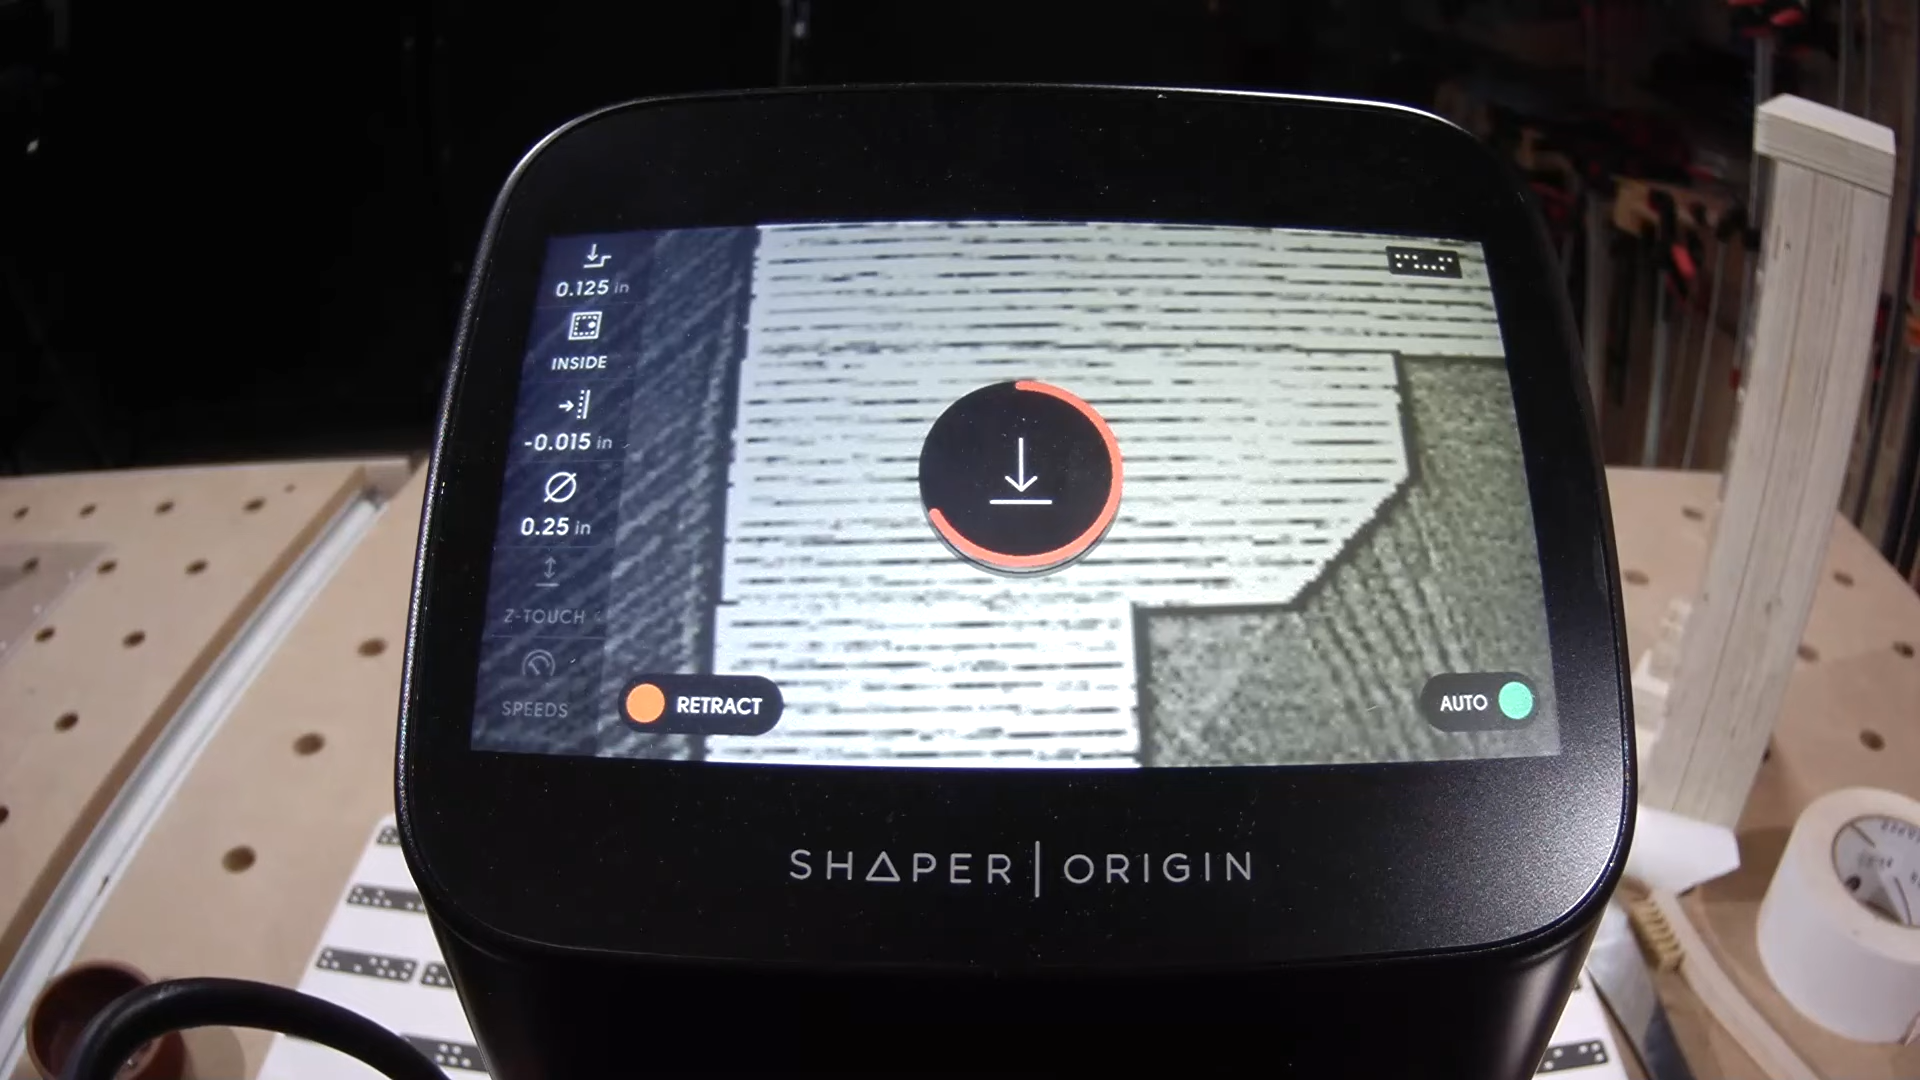 0.125 in
INSIDE
-0.015 in
0.25 in
Z-TOUCH
SPEEDS
RETRACT
AUTO
SHAPER | ORIGIN